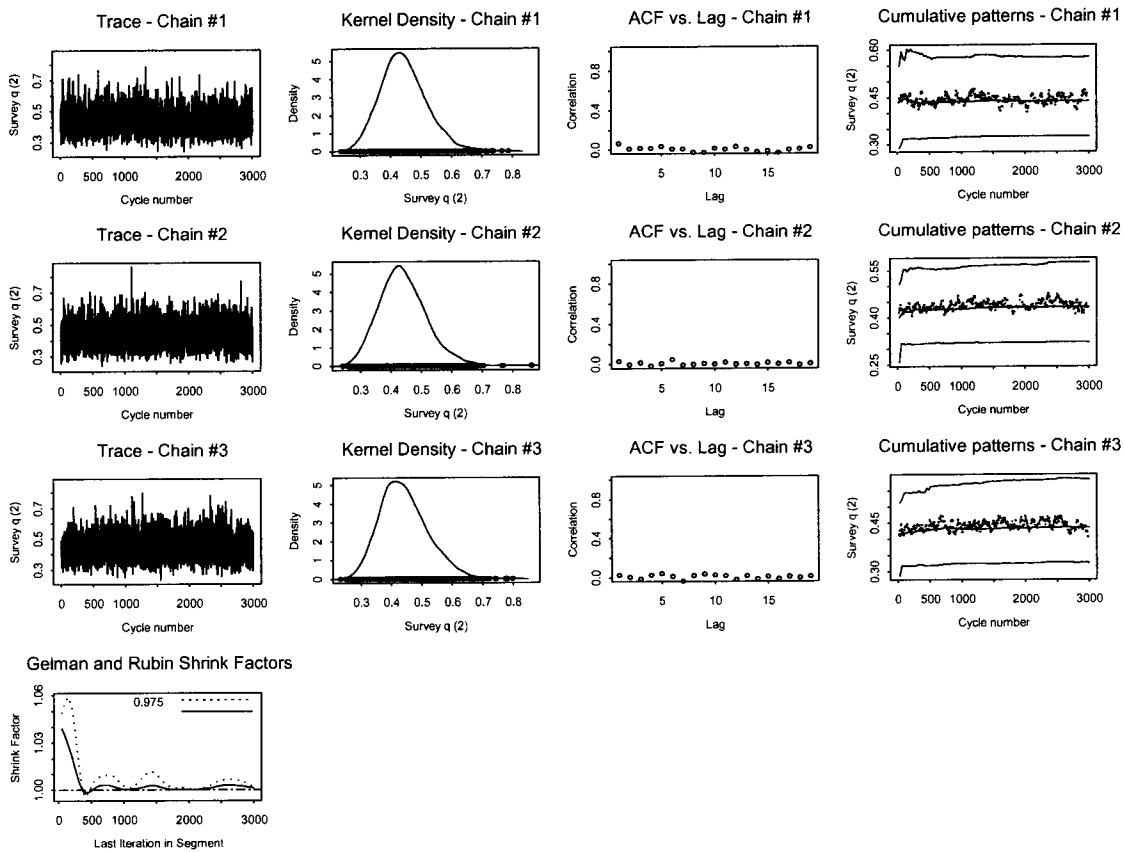 Trace - Chain #1
Survey q (2)
0.7
0.5
0.3
0 500 1000 2000 3000
Cycle number
Kernel Density - Chain #1
Density
5
4
3
2
1
0
0.3 0.4 0.5 0.6 0.7 0.8
Survey q (2)
ACF vs. Lag - Chain #1
Correlation
0.8
0.4
0.0
5 10 15
Lag
Cumulative patterns - Chain #1
Survey q (2)
0.60
0.45
0.30
0 500 1000 2000 3000
Cycle number
Trace - Chain #2
Survey q (2)
0.7
0.5
0.3
0 500 1000 2000 3000
Cycle number
Kernel Density - Chain #2
Density
5
4
3
2
1
0
0.3 0.4 0.5 0.6 0.7 0.8
Survey q (2)
ACF vs. Lag - Chain #2
Correlation
0.8
0.4
0.0
5 10 15
Lag
Cumulative patterns - Chain #2
Survey q (2)
0.55
0.40
0.25
0 500 1000 2000 3000
Cycle number
Trace - Chain #3
Survey q (2)
0.7
0.5
0.3
0 500 1000 2000 3000
Cycle number
Kernel Density - Chain #3
Density
5
4
3
2
1
0
0.3 0.4 0.5 0.6 0.7 0.8
Survey q (2)
ACF vs. Lag - Chain #3
Correlation
0.8
0.4
0.0
5 10 15
Lag
Cumulative patterns - Chain #3
Survey q (2)
0.45
0.30
0 500 1000 2000 3000
Cycle number
Gelman and Rubin Shrink Factors
Shrink Factor
1.06
1.03
1.00
0.975
0 500 1000 2000 3000
Last Iteration in Segment